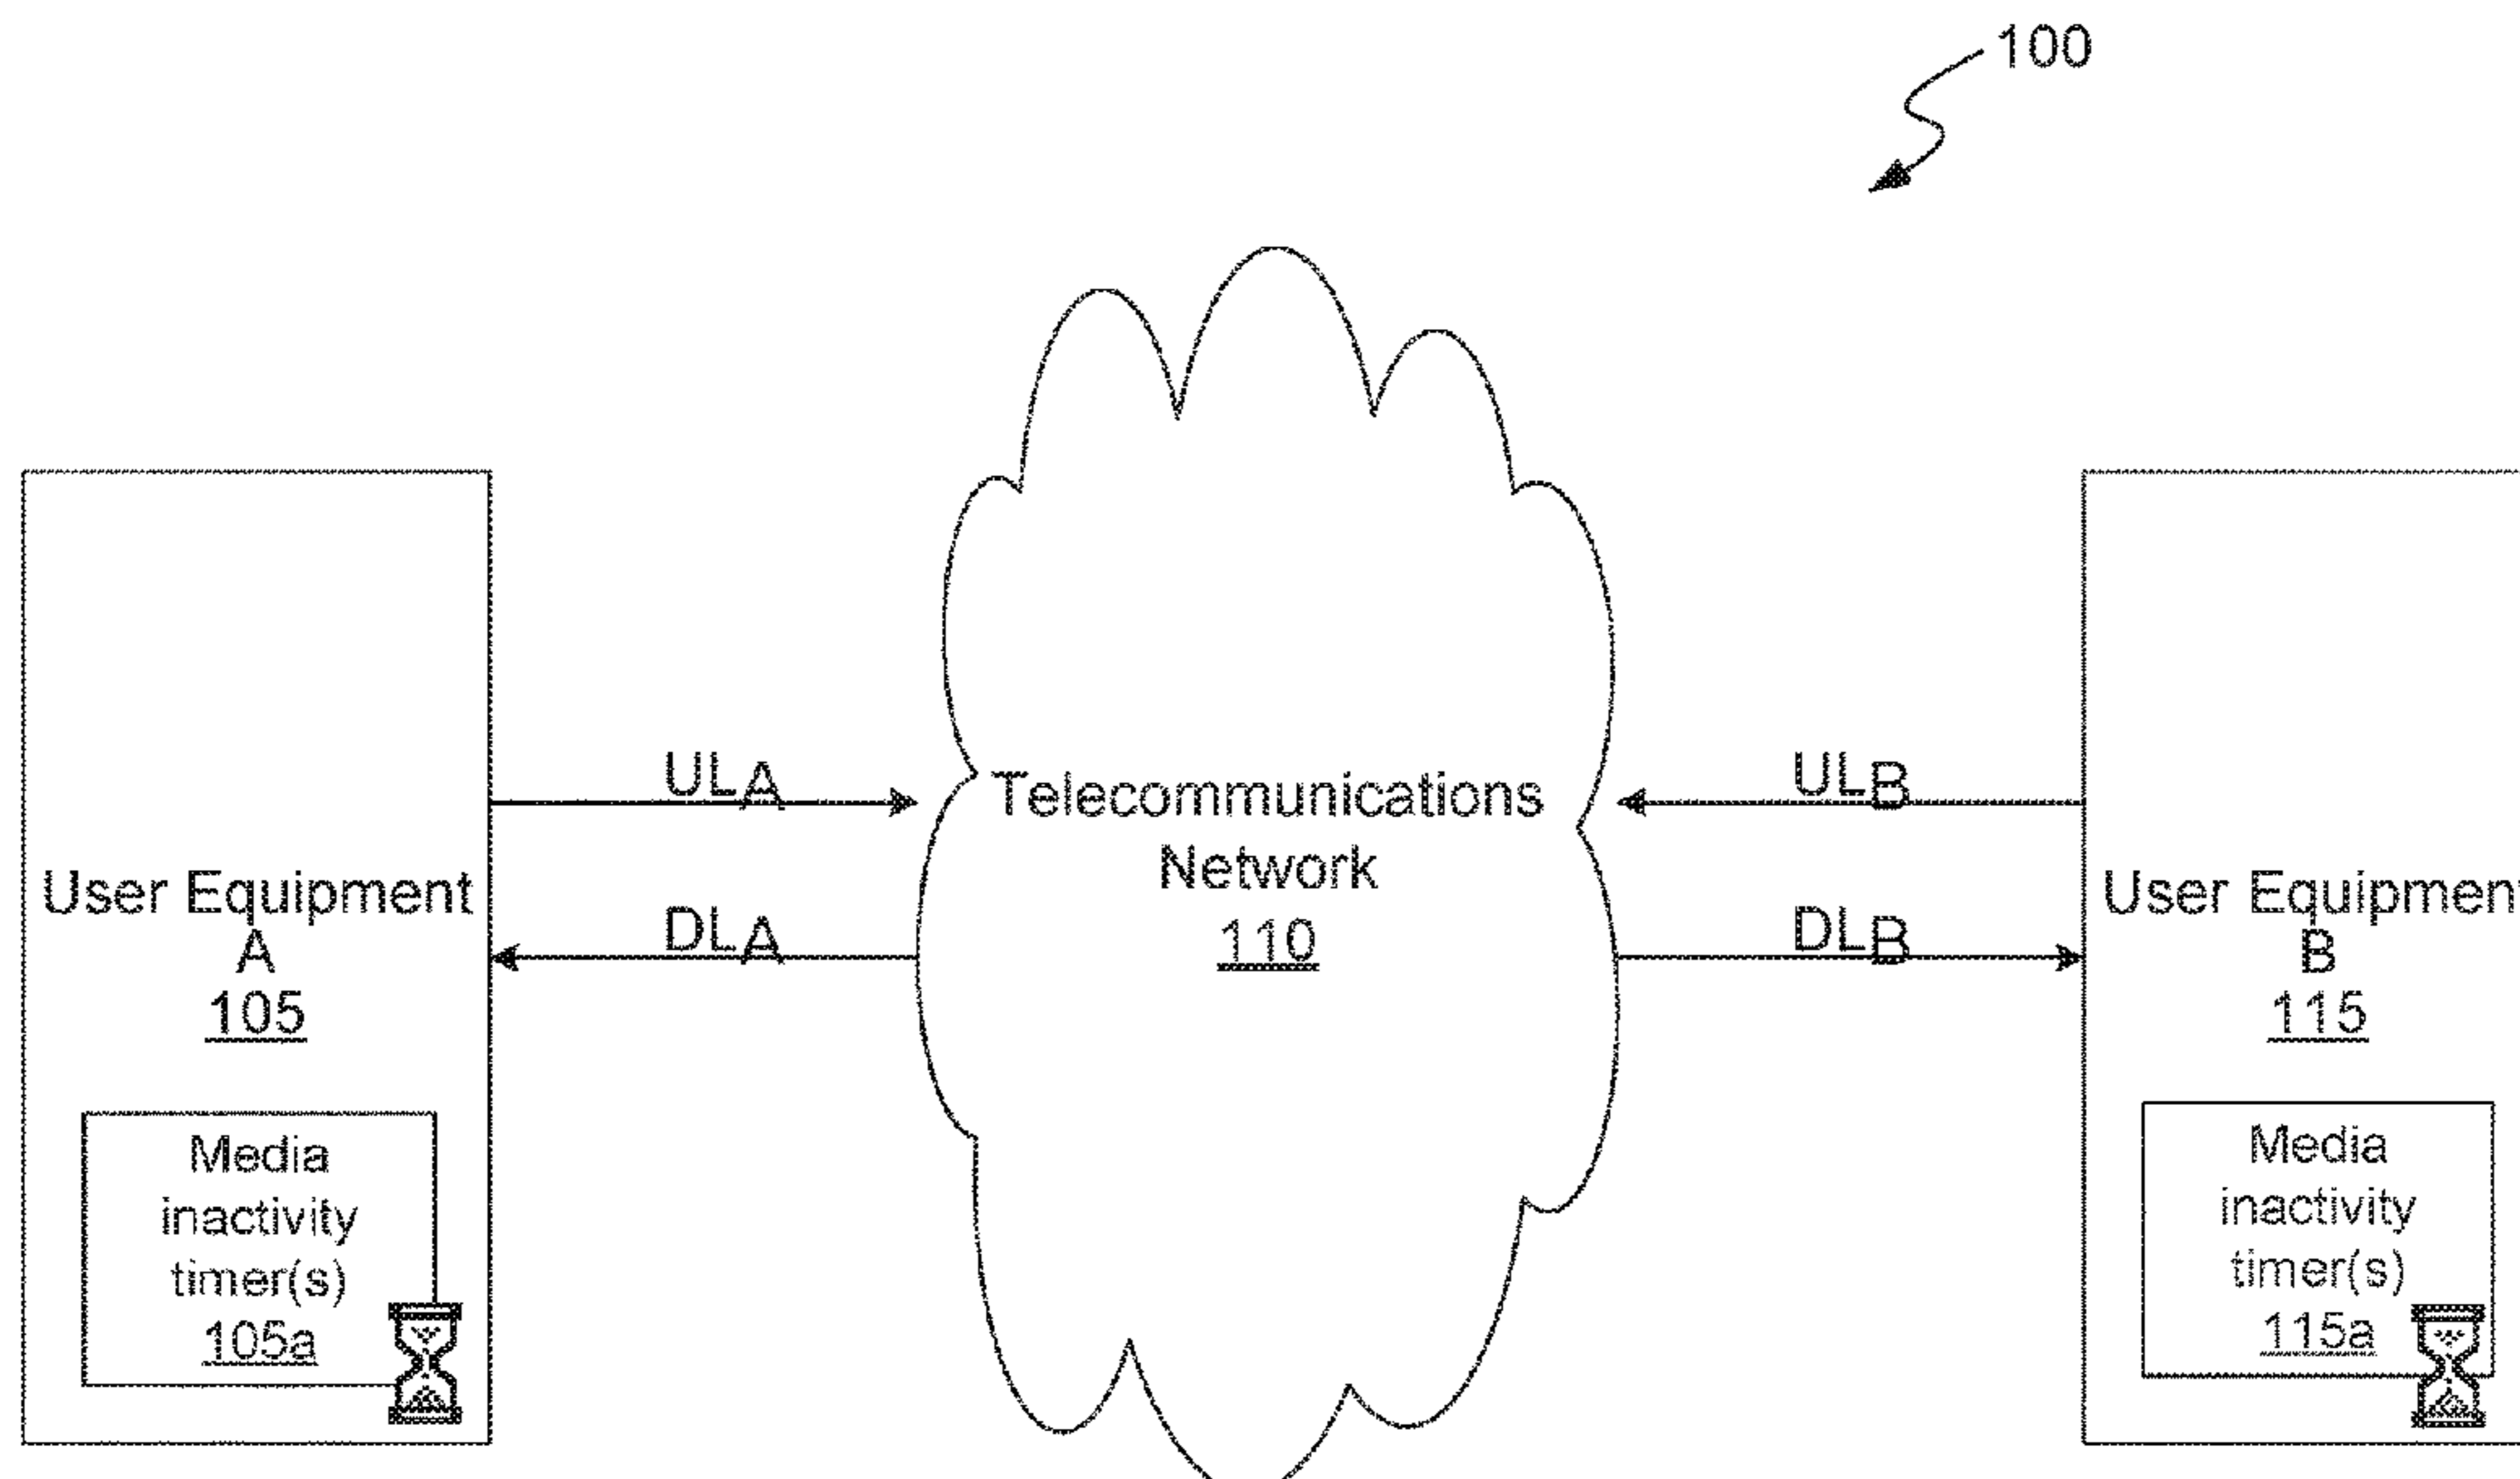 100
User Equipment
A
105
Media
inactivity
timer(s)
105a
ULA
DLA
Telecommunications
Network
110
ULB
DLB
User Equipment
B
115
Media
inactivity
timer(s)
115a